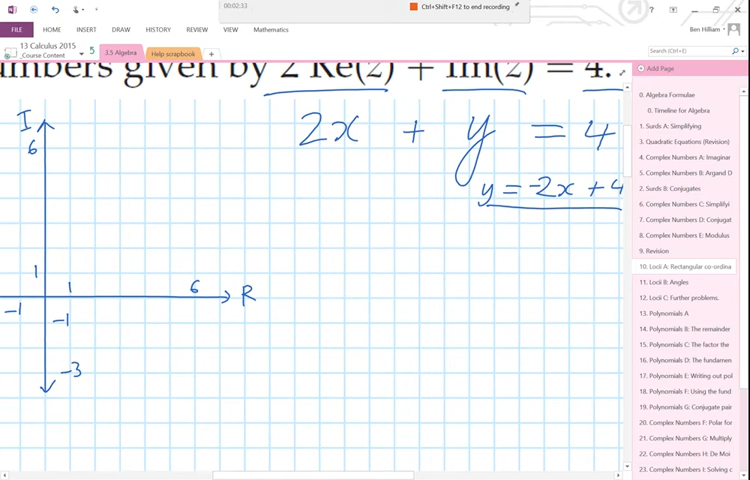 00:02:33
Ctrl+Shift+F12 to end recording
FILE HOME INSERT DRAW HISTORY REVIEW VIEW Mathematics
Ben Hilliam
13 Calculus 2015
Course Content
5
3.5 Algebra
Help scrapbook
Search (Ctrl+E)
umbers given by 2 Re(z) + Im(z) = 4.
2x + y = 4
y = -2x + 4
I
6
1
1
6
R
-1
-1
-3
Add Page
0. Algebra Formulae
0. Timeline for Algebra
1. Surds A: Simplifying
3. Quadratic Equations (Revision)
4. Complex Numbers A: Imaginar
5. Complex Numbers B: Argand D
2. Surds B: Conjugates
6. Complex Numbers C: Simplifyi
7. Complex Numbers D: Conjugat
8. Complex Numbers E: Modulus
9. Revision
10. Locii A: Rectangular co-ordina
11. Locii B: Angles
12. Locii C: Further problems.
13. Polynomials A
14. Polynomials B: The remainder
15. Polynomials C: The factor the
16. Polynomials D: The fundamen
17. Polynomials E: Writing out pol
18. Polynomials F: Using the fund
19. Polynomials G: Conjugate pair
20. Complex Numbers F: Polar for
21. Complex Numbers G: Multiply
22. Complex Numbers H: De Moi
23. Complex Numbers I: Solving c